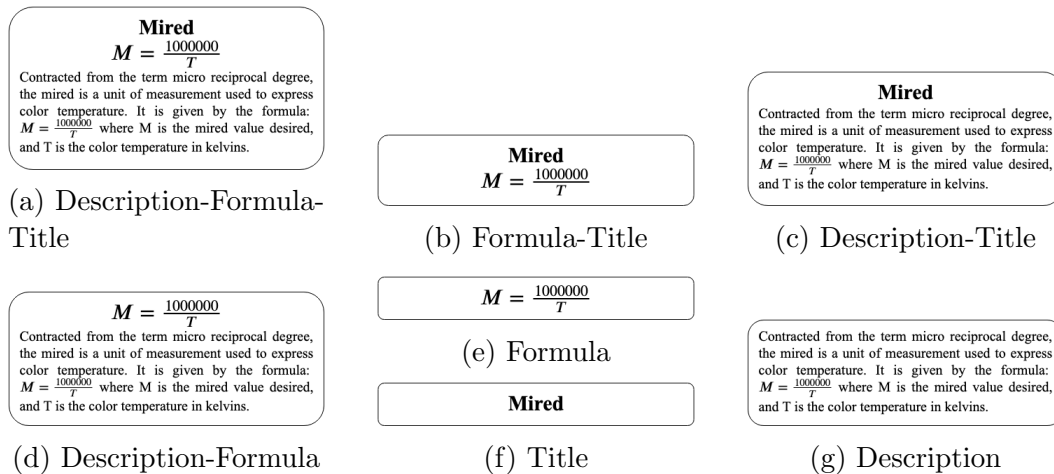 Mired
M = 1000000/T
Contracted from the term micro reciprocal degree,
the mired is a unit of measurement used to express
color temperature. It is given by the formula:
M = 1000000/T where M is the mired value desired,
and T is the color temperature in kelvins.
(a) Description-Formula-
Title
Mired
M = 1000000/T
(b) Formula-Title
Mired
Contracted from the term micro reciprocal degree,
the mired is a unit of measurement used to express
color temperature. It is given by the formula:
M = 1000000/T where M is the mired value desired,
and T is the color temperature in kelvins.
(c) Description-Title
M = 1000000/T
Contracted from the term micro reciprocal degree,
the mired is a unit of measurement used to express
color temperature. It is given by the formula:
M = 1000000/T where M is the mired value desired,
and T is the color temperature in kelvins.
(d) Description-Formula
M = 1000000/T
(e) Formula
Mired
(f) Title
Contracted from the term micro reciprocal degree,
the mired is a unit of measurement used to express
color temperature. It is given by the formula:
M = 1000000/T where M is the mired value desired,
and T is the color temperature in kelvins.
(g) Description